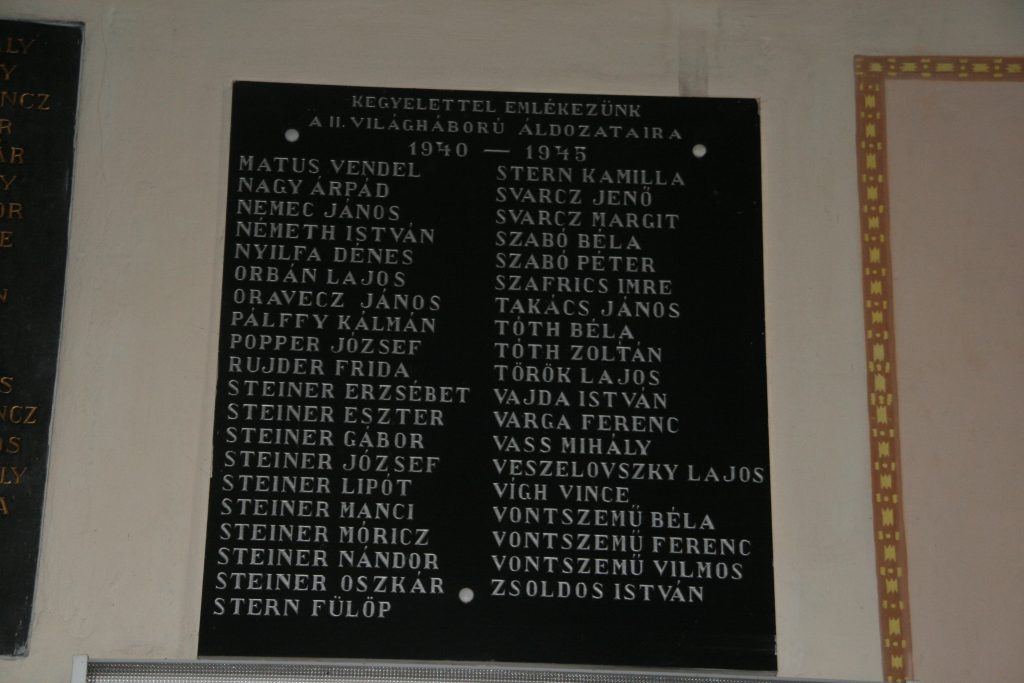 KEGYELETTEL EMLÉKEZÜNK
A II. VILÁGHÁBORÚ ÁLDOZATAIRA
1940 — 1945
MATUS VENDEL
NAGY ÁRPÁD
NEMEC JÁNOS
NÉMETH ISTVÁN
NYILFA DÉNES
ORBÁN LAJOS
ORAVECZ JÁNOS
PÁLFFY KÁLMÁN
POPPER JÓZSEF
RUJDER FRIDA
STEINER ERZSÉBET
STEINER ESZTER
STEINER GÁBOR
STEINER JÓZSEF
STEINER LIPÓT
STEINER MANCI
STEINER MÓRICZ
STEINER NÁNDOR
STEINER OSZKÁR
STERN FÜLÖP
STERN KAMILLA
SVARCZ JENŐ
SVARCZ MARGIT
SZABÓ BÉLA
SZABÓ PÉTER
SZAFRICS IMRE
TAKÁCS JÁNOS
TÓTH BÉLA
TÓTH ZOLTÁN
TÖRÖK LAJOS
VAJDA ISTVÁN
VARGA FERENC
VASS MIHÁLY
VESZELOVSZKY LAJOS
VÍGH VINCE
VONTSZEMŰ BÉLA
VONTSZEMŰ FERENC
VONTSZEMŰ VILMOS
ZSOLDOS ISTVÁN